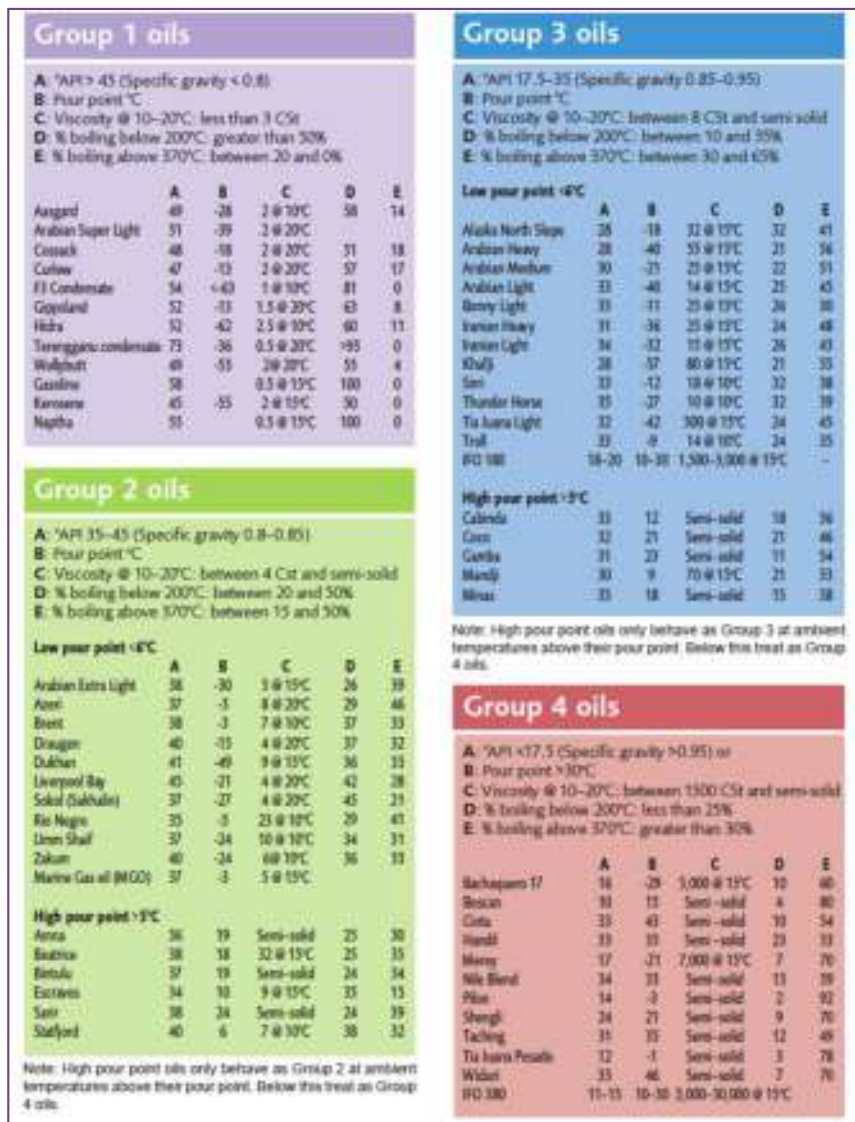 Group 1 oils
A: °API > 45 (Specific gravity < 0.8)
B: Pour point °C
C: Viscosity @ 10–20°C: less than 3 CSt
D: % boiling below 200°C: greater than 50%
E: % boiling above 370°C: between 20 and 0%
A B C D E
Aasgard 49 -28 2 @ 10°C 58 14
Arabian Super Light 51 -39 2 @ 20°C
Cossack 48 -18 2 @ 20°C 51 18
Curlew 47 -13 2 @ 20°C 57 17
F3 Condensate 54 <-63 1 @ 10°C 81 0
Gippsland 52 -13 1.5 @ 20°C 63 8
Hidra 52 -62 2.5 @ 10°C 60 11
Terengganu condensate 73 -36 0.5 @ 20°C >95 0
Wollybutt 49 -53 2@ 20°C 55 4
Gasoline 58 0.5 @ 15°C 100 0
Kerosene 45 -55 2 @ 15°C 50 0
Naptha 55 0.5 @ 15°C 100 0
Group 2 oils
A: °API 35–45 (Specific gravity 0.8–0.85)
B: Pour point °C
C: Viscosity @ 10–20°C: between 4 Cst and semi-solid
D: % boiling below 200°C: between 20 and 50%
E: % boiling above 370°C: between 15 and 50%
Low pour point <6°C
A B C D E
Arabian Extra Light 38 -30 3 @ 15°C 26 39
Azeri 37 -3 8 @ 20°C 29 46
Brent 38 -3 7 @ 10°C 37 33
Draugen 40 -15 4 @ 20°C 37 32
Dukhan 41 -49 9 @ 15°C 36 33
Liverpool Bay 45 -21 4 @ 20°C 42 28
Sokol (Sakhalin) 37 -27 4 @ 20°C 45 21
Rio Negro 35 -5 23 @ 10°C 29 41
Umm Shaif 37 -24 10 @ 10°C 34 31
Zakum 40 -24 6@ 10°C 36 33
Marine Gas oil (MGO) 37 -3 5 @ 15°C
High pour point >5°C
Amna 36 19 Semi-solid 25 30
Beatrice 38 18 32 @ 15°C 25 35
Bintulu 37 19 Semi-solid 24 34
Escravos 34 10 9 @ 15°C 35 15
Sarir 38 24 Semi-solid 24 39
Statfjord 40 6 7 @ 10°C 38 32
Note: High pour point oils only behave as Group 2 at ambient
temperatures above their pour point. Below this treat as Group
4 oils.
Group 3 oils
A: °API 17.5–35 (Specific gravity 0.85–0.95)
B: Pour point °C
C: Viscosity @ 10–20°C: between 8 CSt and semi solid
D: % boiling below 200°C: between 10 and 35%
E: % boiling above 370°C: between 30 and 65%
Low pour point <6°C
A B C D E
Alaska North Slope 28 -18 32 @ 15°C 32 41
Arabian Heavy 28 -40 55 @ 15°C 21 56
Arabian Medium 30 -21 25 @ 15°C 22 51
Arabian Light 33 -40 14 @ 15°C 25 45
Bonny Light 35 -11 25 @ 15°C 26 30
Iranian Heavy 31 -36 25 @ 15°C 24 48
Iranian Light 34 -32 15 @ 15°C 26 43
Khafji 28 -57 80 @ 15°C 21 55
Sirri 33 -12 18 @ 10°C 32 38
Thunder Horse 35 -27 10 @ 10°C 32 39
Tia Juana Light 32 -42 500 @ 15°C 24 45
Troll 33 -9 14 @ 10°C 24 35
IFO 180 18–20 10–30 1,500–3,000 @ 15°C -
High pour point >5°C
Cabinda 33 12 Semi-solid 18 56
Coco 32 21 Semi-solid 21 46
Gamba 31 23 Semi-solid 11 54
Mandji 30 9 70 @ 15°C 21 53
Minas 35 18 Semi-solid 15 58
Note: High pour point oils only behave as Group 3 at ambient
temperatures above their pour point. Below this treat as Group
4 oils.
Group 4 oils
A: °API <17.5 (Specific gravity >0.95) or
B: Pour point >30°C
C: Viscosity @ 10–20°C: between 1500 CSt and semi-solid
D: % boiling below 200°C: less than 25%
E: % boiling above 370°C: greater than 30%
A B C D E
Bachaquero 17 16 -29 5,000 @ 15°C 10 60
Boscan 10 15 Semi-solid 4 80
Cinta 33 43 Semi-solid 10 54
Handil 33 35 Semi-solid 23 33
Merey 17 -21 7,000 @ 15°C 7 70
Nile Blend 34 33 Semi-solid 13 59
Pilon 14 -3 Semi-solid 2 92
Shengli 24 21 Semi-solid 9 70
Taching 31 35 Semi-solid 12 49
Tia Juana Pesado 12 -1 Semi-solid 3 78
Widuri 33 46 Semi-solid 7 70
IFO 380 11–15 10–30 5,000–30,000 @ 15°C